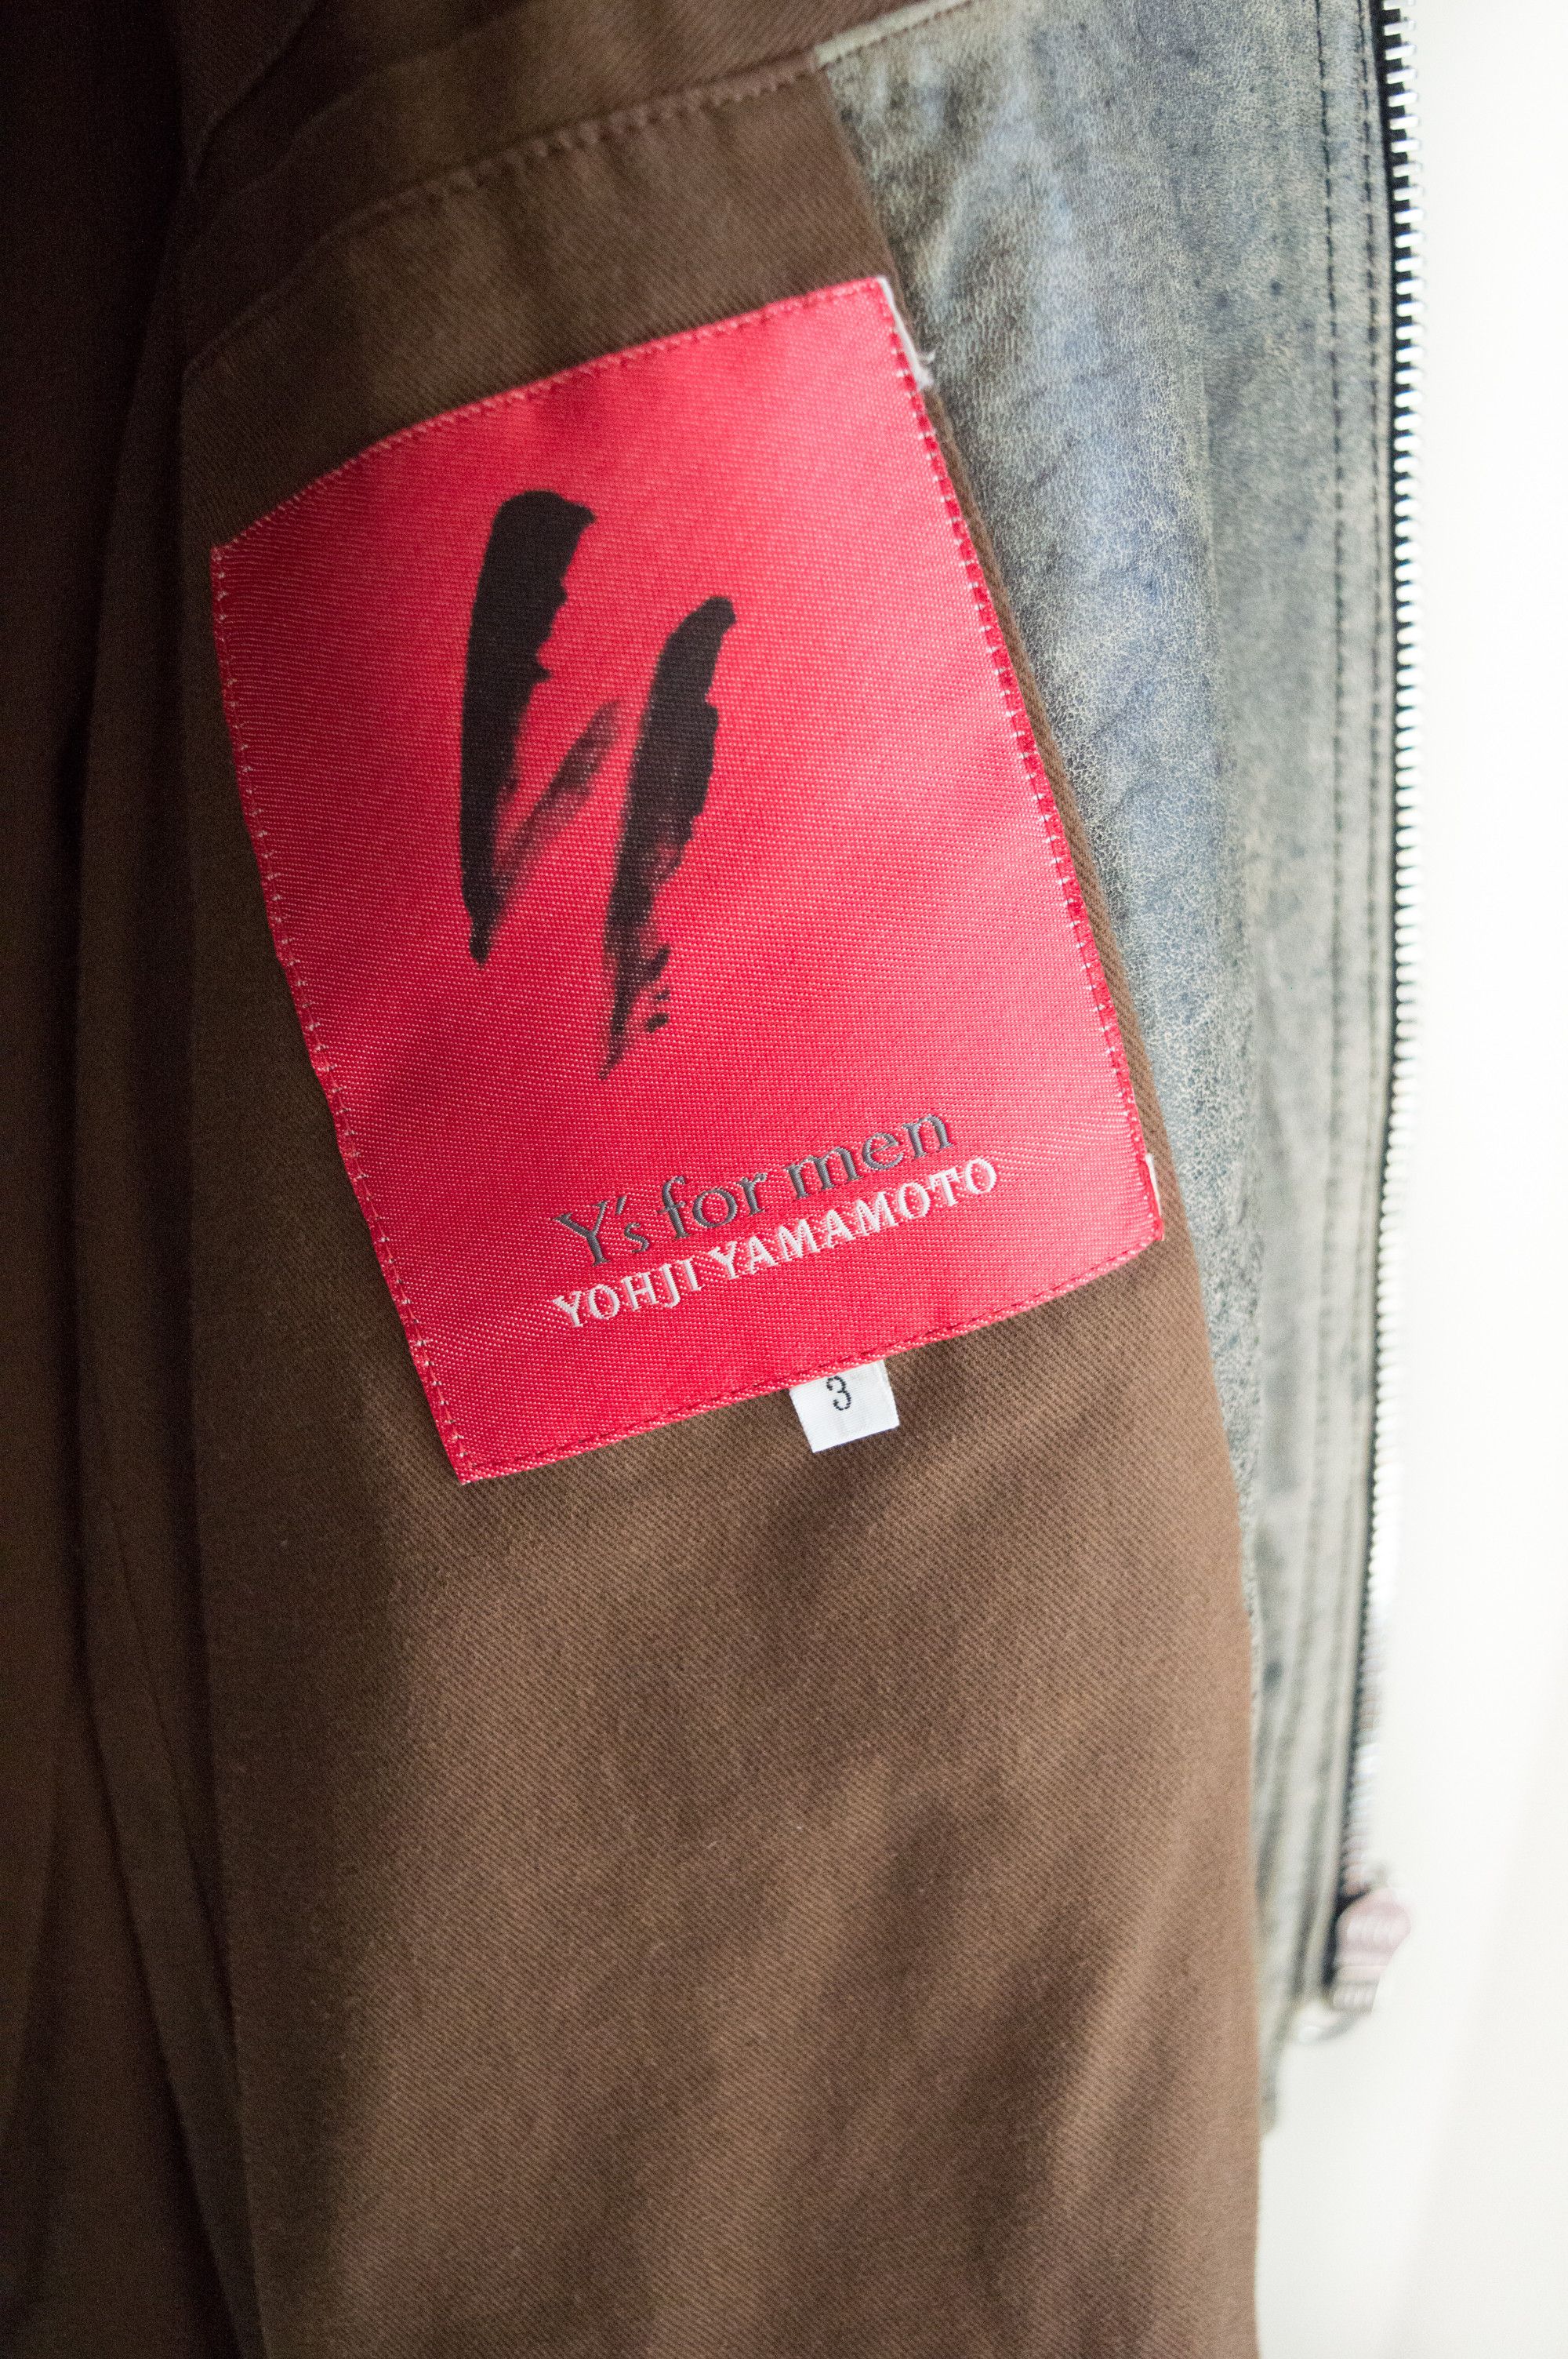 Y's for men
YOHJI YAMAMOTO
3